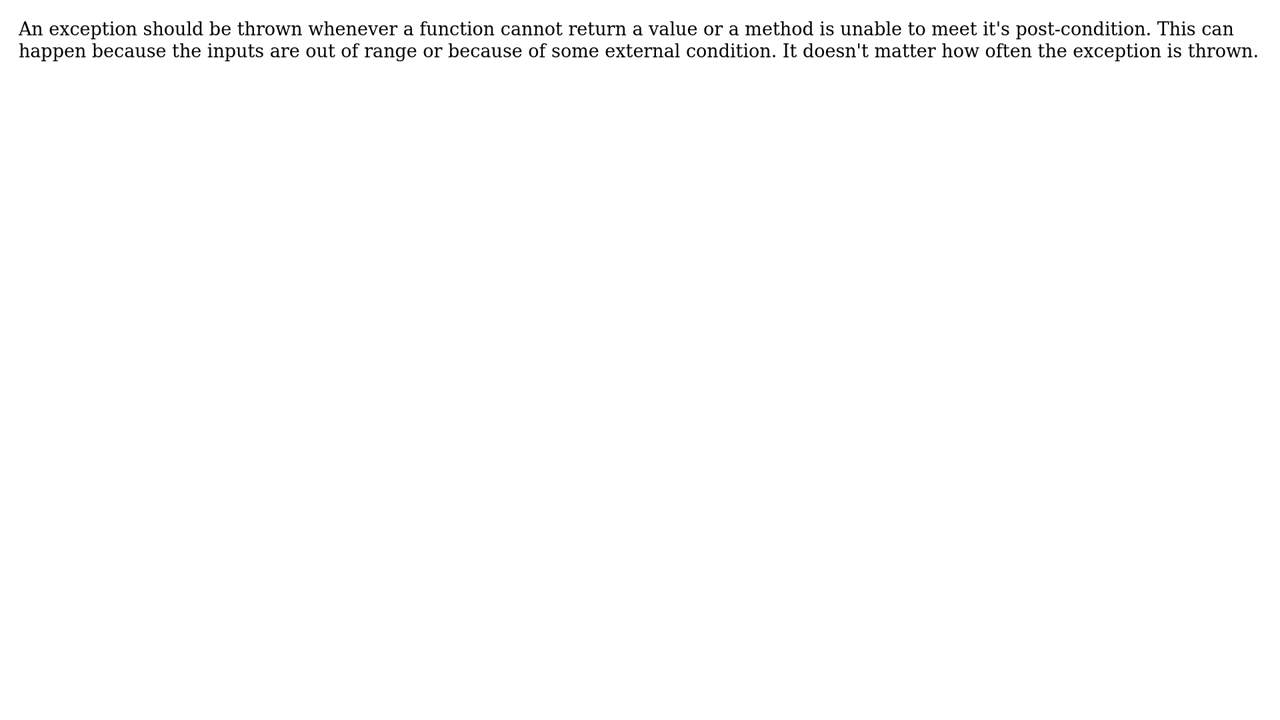 An exception should be thrown whenever a function cannot return a value or a method is unable to meet it's post-condition. This can
happen because the inputs are out of range or because of some external condition. It doesn't matter how often the exception is thrown.